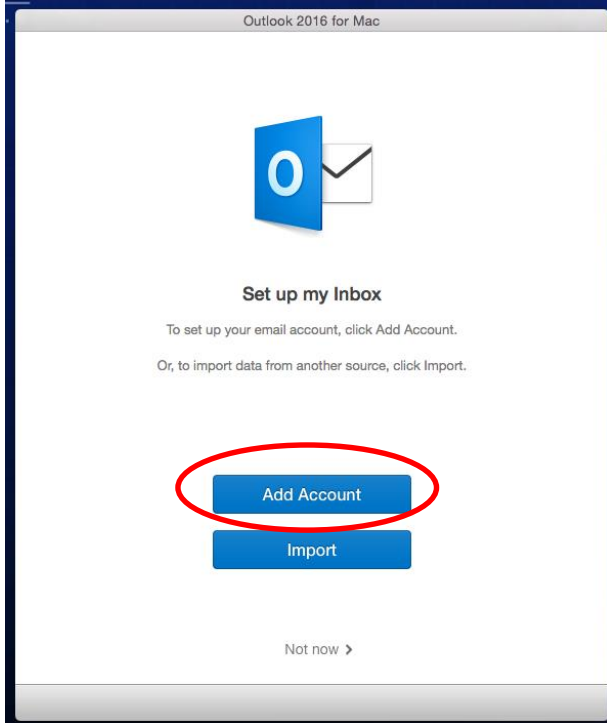 Outlook 2016 for Mac
O
Set up my Inbox
To set up your email account, click Add Account.
Or, to import data from another source, click Import.
Add Account
Import
Not now >